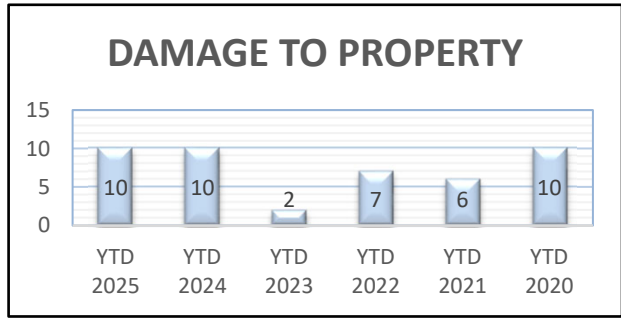 DAMAGE TO PROPERTY
15
10
5
0
10 10 2 7 6 10
YTD YTD YTD YTD YTD YTD
2025 2024 2023 2022 2021 2020